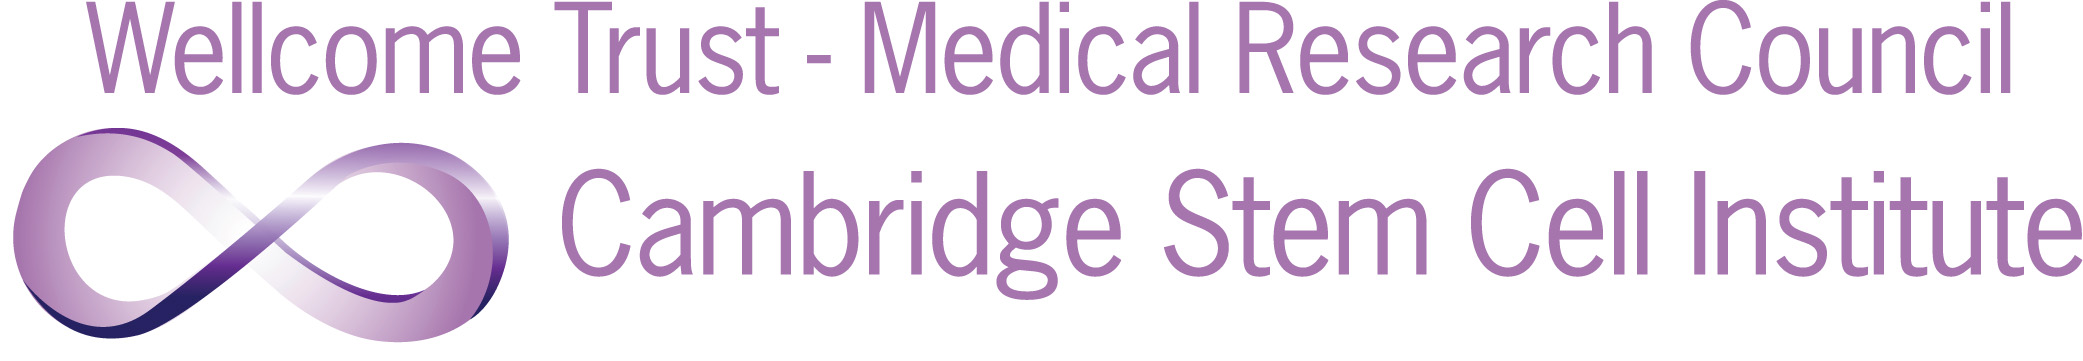 Wellcome Trust - Medical Research Council
Cambridge Stem Cell Institute